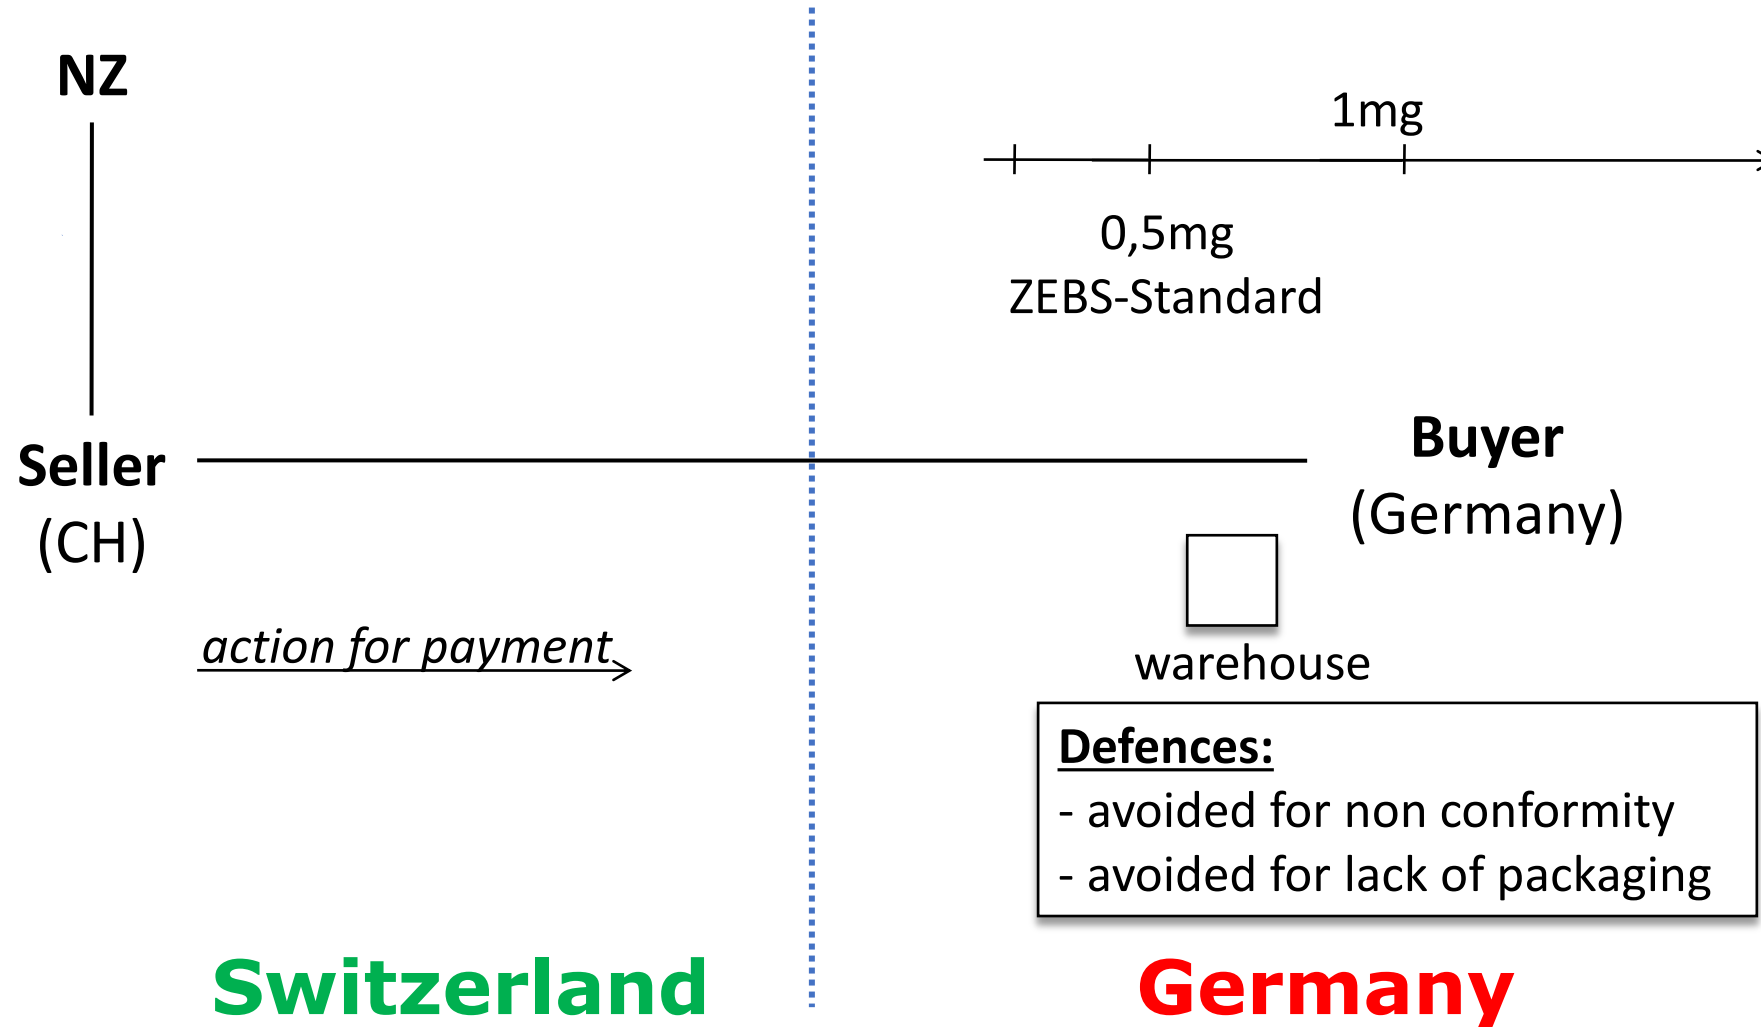 NZ
1mg
0,5mg
ZEBS-Standard
Seller
(CH)
Buyer
(Germany)
action for payment
warehouse
Defences:
- avoided for non conformity
- avoided for lack of packaging
Switzerland
Germany